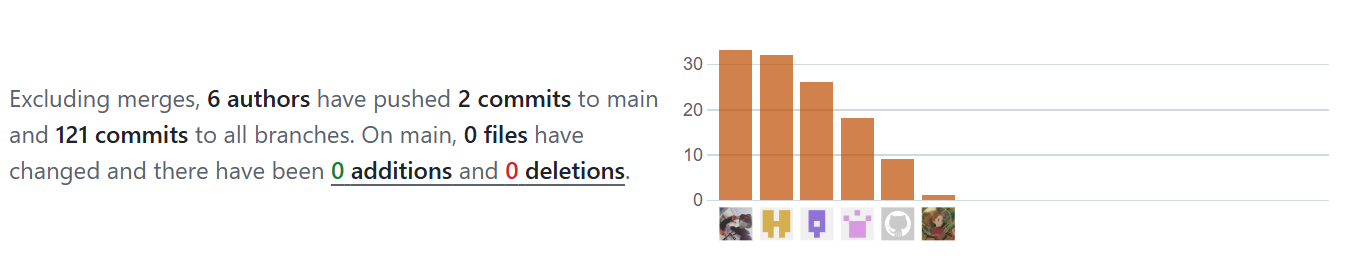 Excluding merges, 6 authors have pushed 2 commits to main
and 121 commits to all branches. On main, 0 files have
changed and there have been 0 additions and 0 deletions.
30
20
10
0